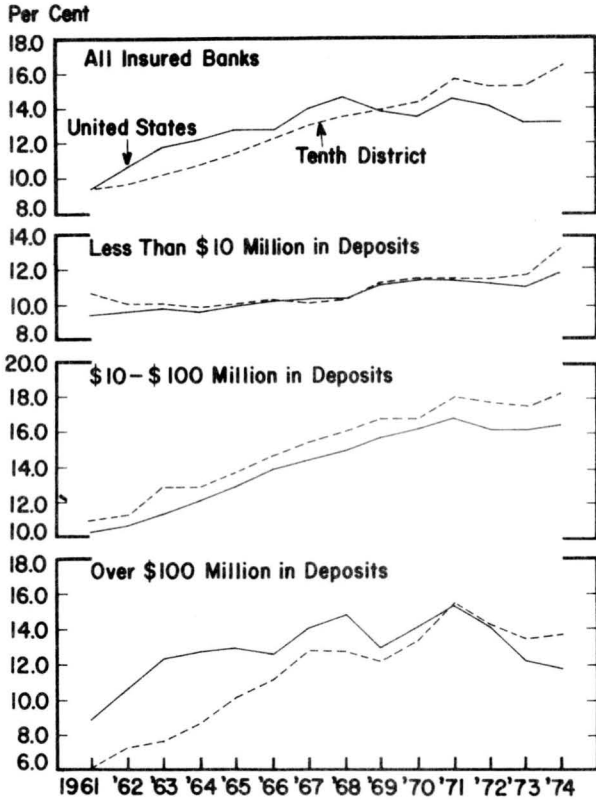 Per Cent
18.0
16.0
14.0
12.0
10.0
8.0
All Insured Banks
United States
Tenth District
14.0
12.0
10.0
8.0
Less Than $10 Million in Deposits
20.0
18.0
16.0
14.0
12.0
10.0
$10-$100 Million in Deposits
18.0
16.0
14.0
12.0
10.0
8.0
6.0
Over $100 Million in Deposits
1961 '62 '63 '64 '65 '66 '67 '68 '69 '70 '71 '72 '73 '74